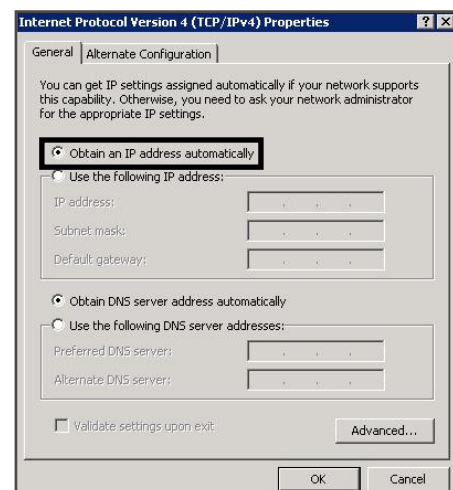 Internet Protocol Version 4 (TCP/IPv4) Properties
General
Alternate Configuration
You can get IP settings assigned automatically if your network supports
this capability. Otherwise, you need to ask your network administrator
for the appropriate IP settings.
Obtain an IP address automatically
Use the following IP address:
IP address:
Subnet mask:
Default gateway:
Obtain DNS server address automatically
Use the following DNS server addresses:
Preferred DNS server:
Alternate DNS server:
Validate settings upon exit
Advanced...
OK
Cancel